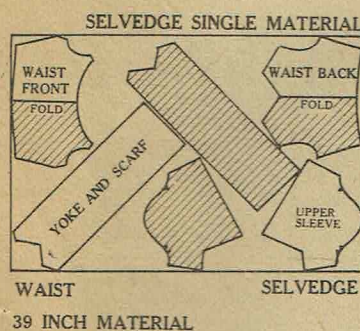 SELVEDGE SINGLE MATERIAL
WAIST
FRONT
FOLD
WAIST BACK
FOLD
YOKE AND SCARF
UPPER
SLEEVE
WAIST
SELVEDGE
39 INCH MATERIAL